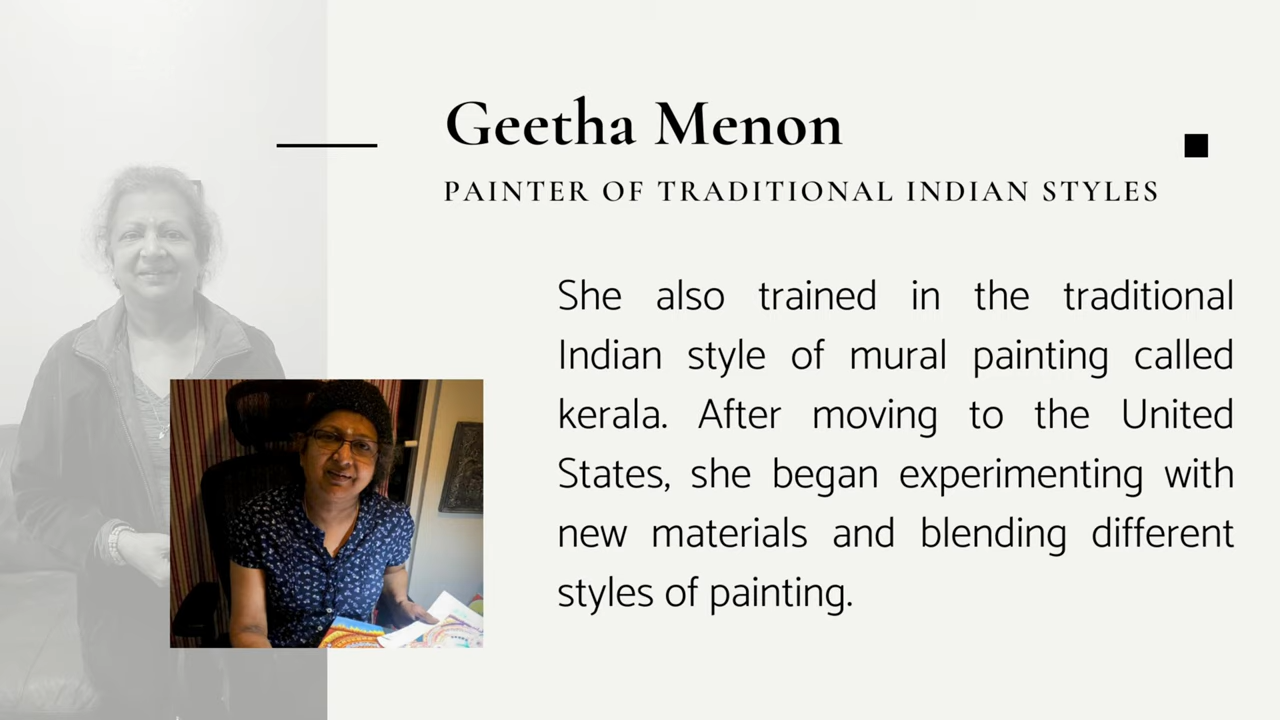 Geetha Menon
PAINTER OF TRADITIONAL INDIAN STYLES
She also trained in the traditional
Indian style of mural painting called
kerala. After moving to the United
States, she began experimenting with
new materials and blending different
styles of painting.